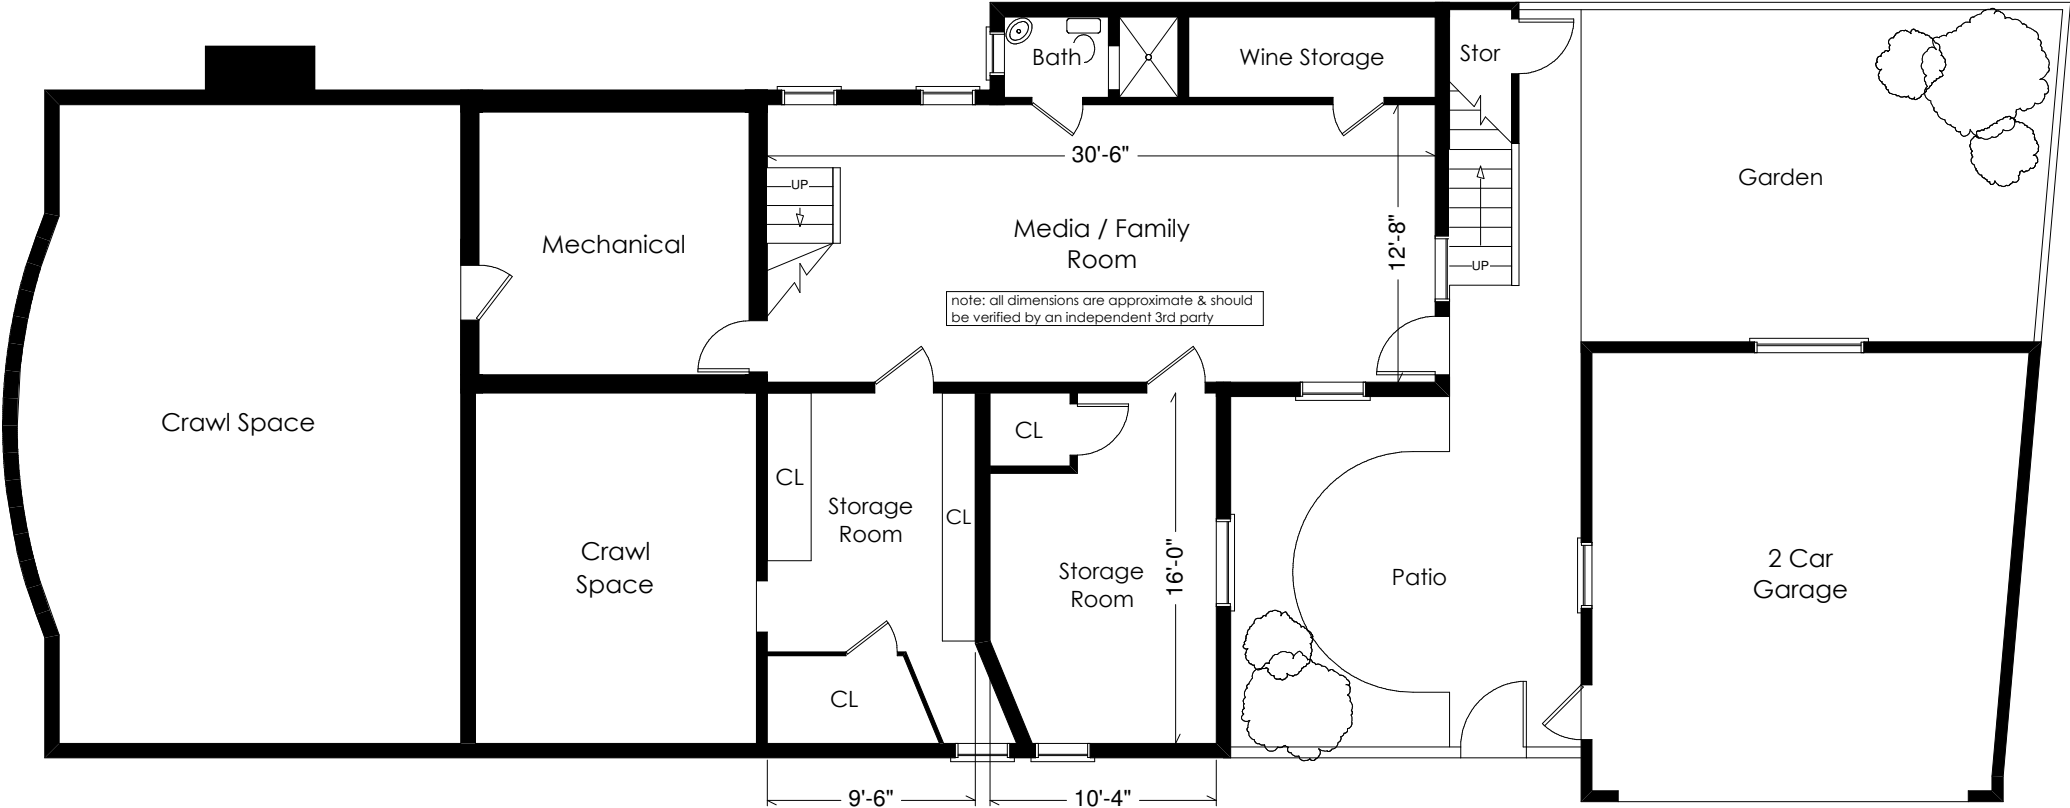 Bath
Wine Storage
Stor
30'-6"
UP
Mechanical
Media / Family
Room
12'-8"
UP
Garden
note: all dimensions are approximate & should
be verified by an independent 3rd party
Crawl Space
CL
Storage
Room
CL
CL
Crawl
Space
Storage
Room
16'-0"
Patio
2 Car
Garage
CL
9'-6"
10'-4"